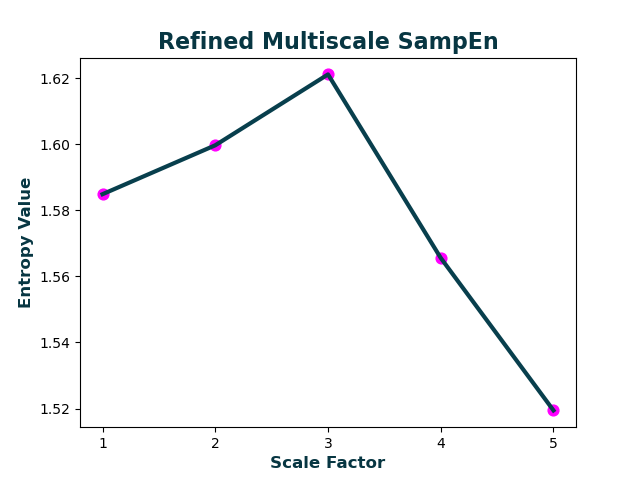 Refined Multiscale SampEn
1.62
1.60
1.58
1.56
1.54
1.52
Entropy Value
1 2 3 4 5
Scale Factor